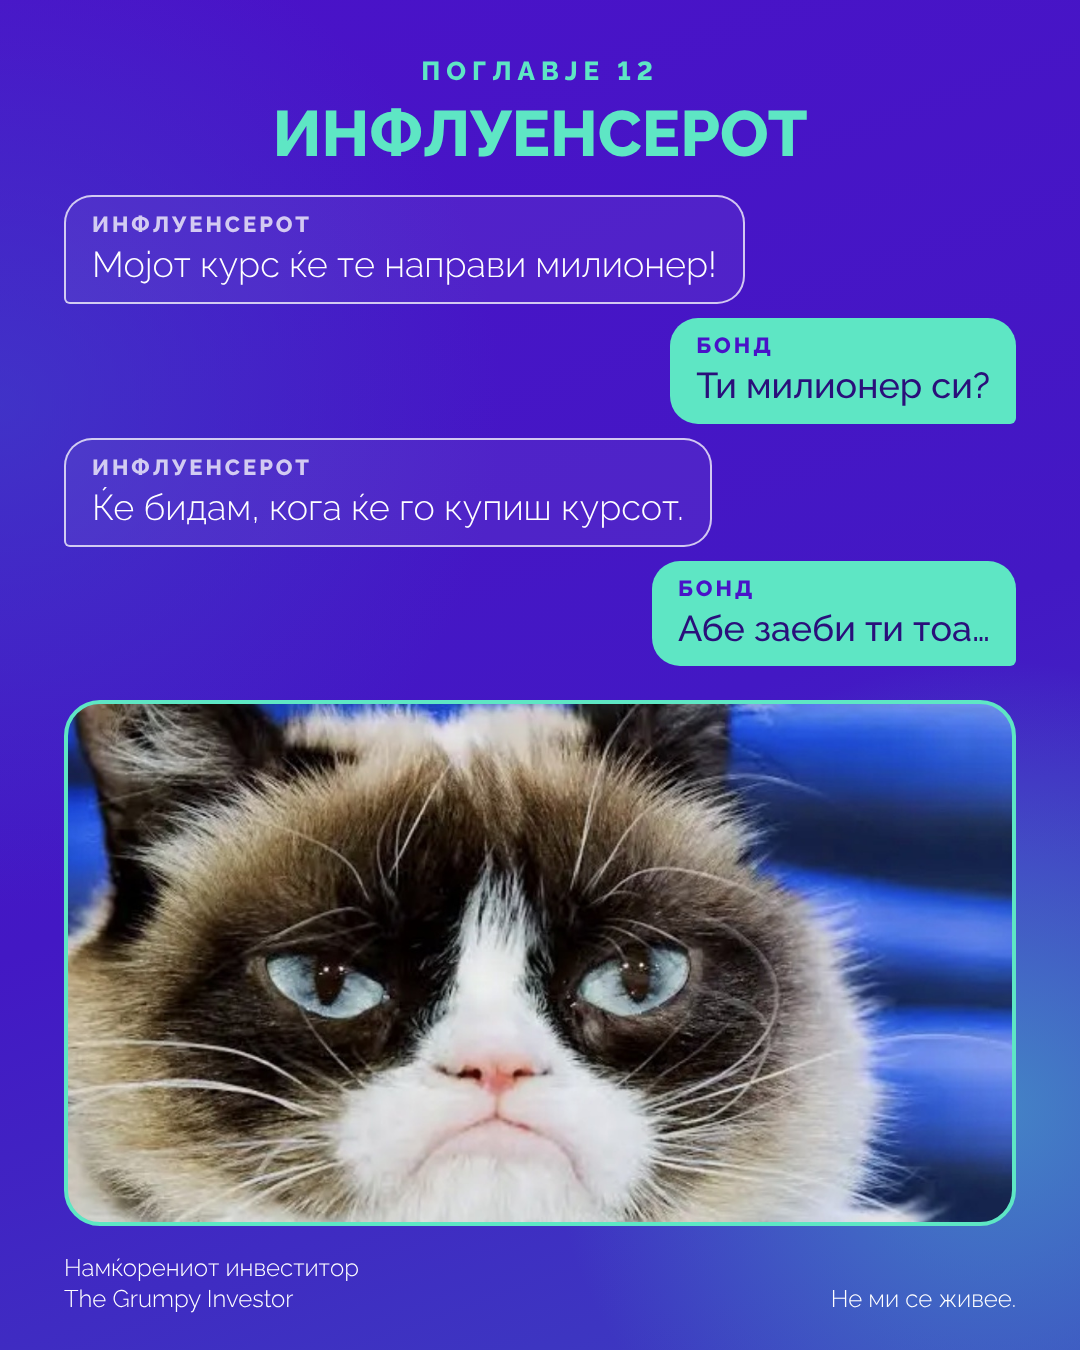 ПОГЛАВЈЕ 12
ИНФЛУЕНСЕРОТ
ИНФЛУЕНСЕРОТ
Мојот курс ќе те направи милионер!
БОНД
Ти милионер си?
ИНФЛУЕНСЕРОТ
Ќе бидам, кога ќе го купиш курсот.
БОНД
Абе заеби ти тоа...
Намќорениот инвеститор
The Grumpy Investor
Не ми се живее.